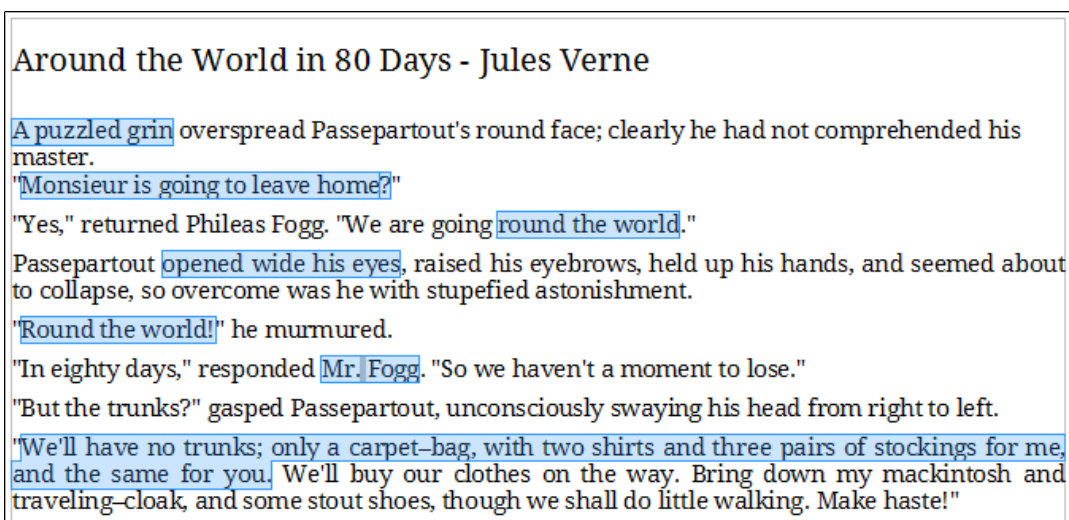 Around the World in 80 Days - Jules Verne
A puzzled grin overspread Passepartout's round face; clearly he had not comprehended his
master.
"Monsieur is going to leave home?"
"Yes," returned Phileas Fogg. "We are going round the world."
Passepartout opened wide his eyes, raised his eyebrows, held up his hands, and seemed about
to collapse, so overcome was he with stupefied astonishment.
"Round the world!" he murmured.
"In eighty days," responded Mr. Fogg. "So we haven't a moment to lose."
"But the trunks?" gasped Passepartout, unconsciously swaying his head from right to left.
"We'll have no trunks; only a carpet–bag, with two shirts and three pairs of stockings for me,
and the same for you. We'll buy our clothes on the way. Bring down my mackintosh and
traveling–cloak, and some stout shoes, though we shall do little walking. Make haste!"